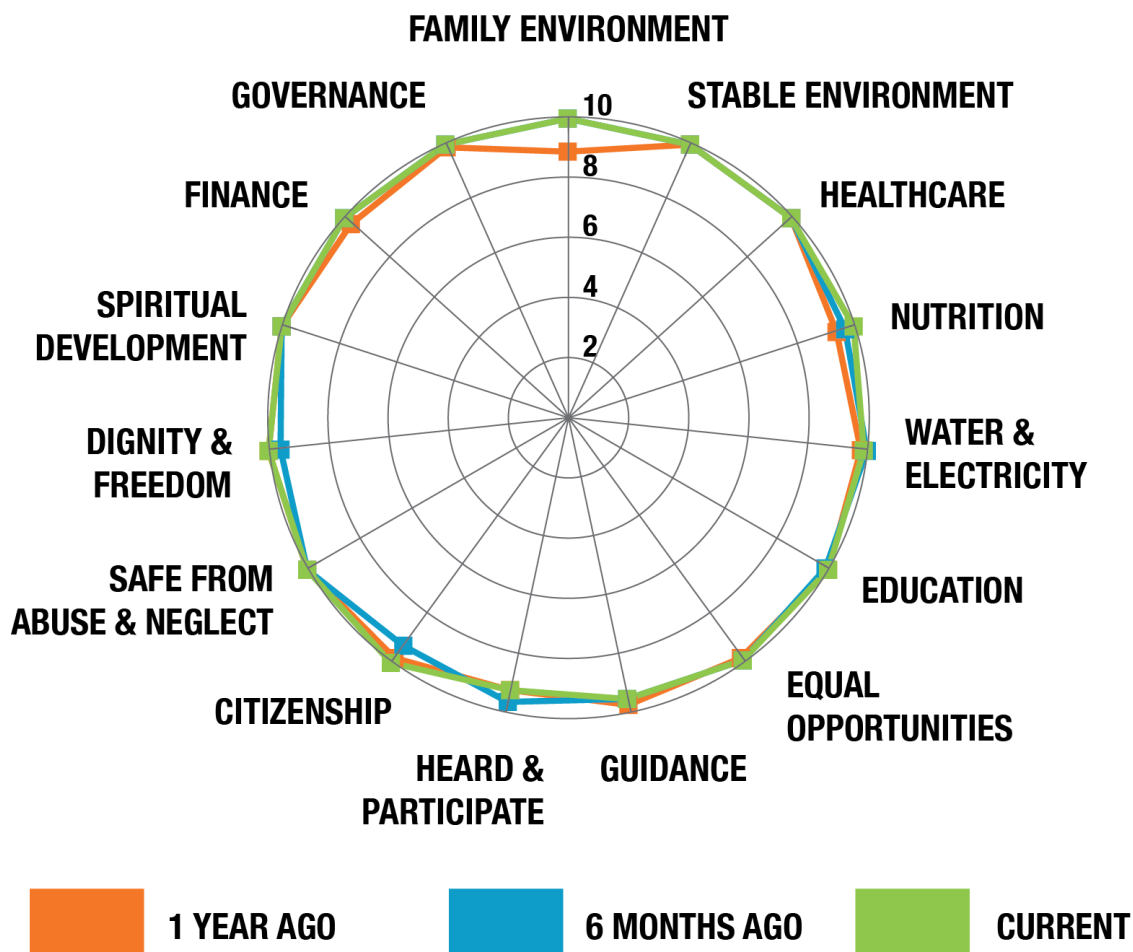 FAMILY ENVIRONMENT
GOVERNANCE
STABLE ENVIRONMENT
10
8
6
4
2
FINANCE
HEALTHCARE
SPIRITUAL
DEVELOPMENT
NUTRITION
DIGNITY &
FREEDOM
WATER &
ELECTRICITY
SAFE FROM
ABUSE & NEGLECT
EDUCATION
CITIZENSHIP
EQUAL
OPPORTUNITIES
HEARD &
PARTICIPATE
GUIDANCE
1 YEAR AGO
6 MONTHS AGO
CURRENT